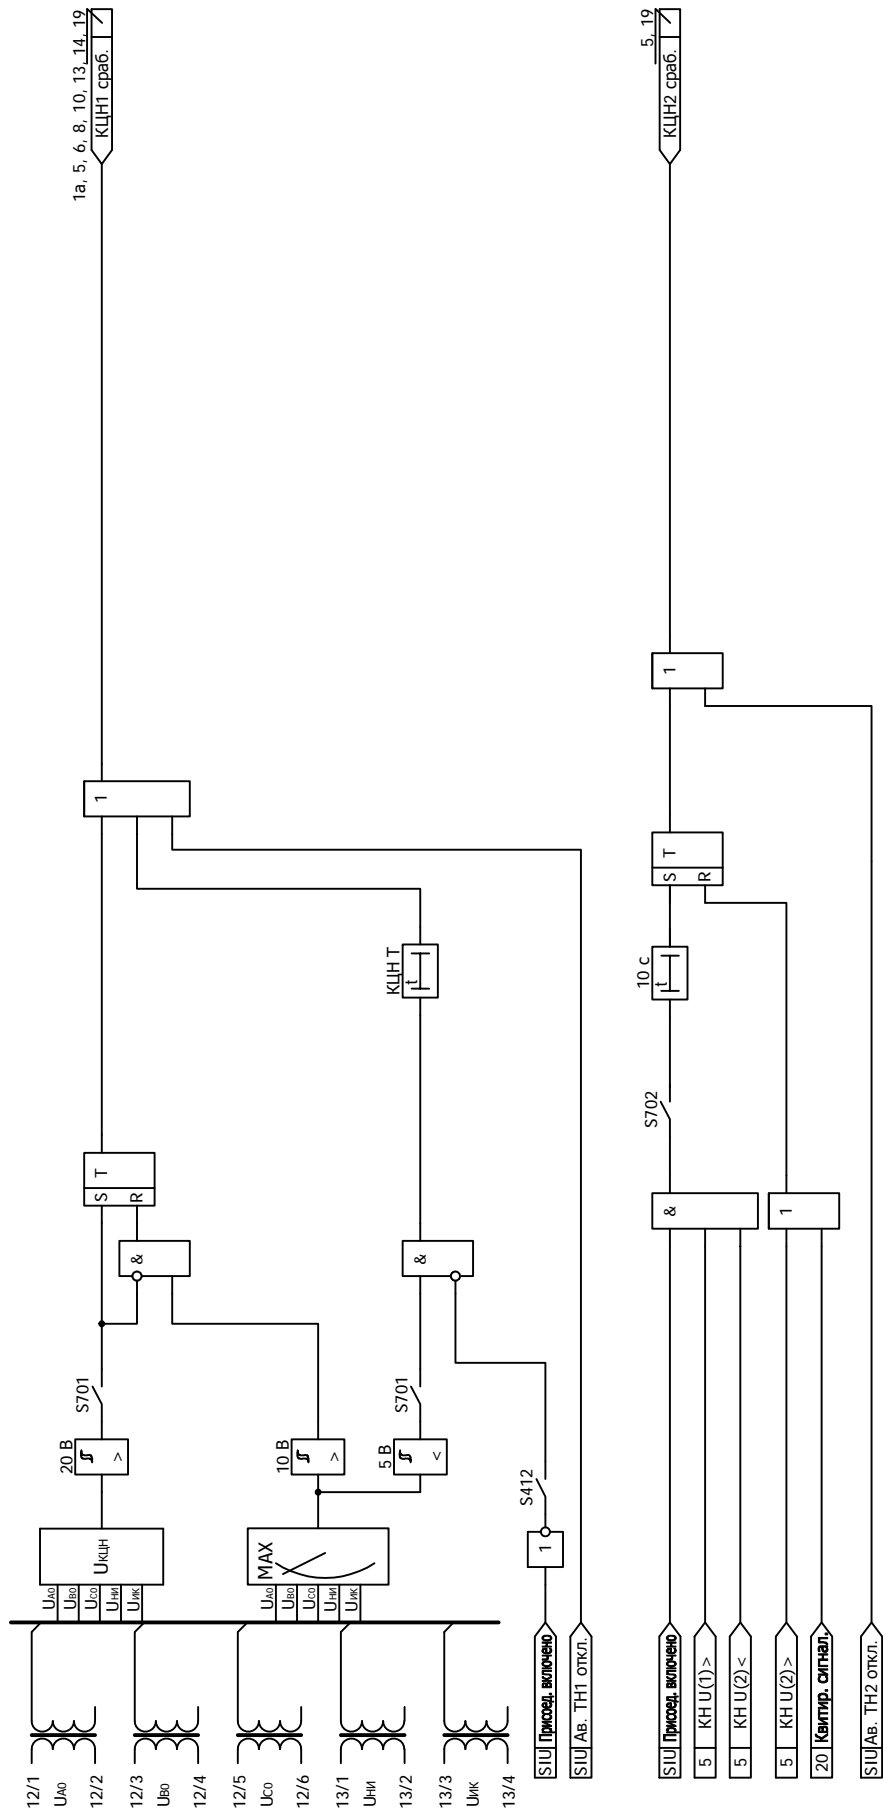 12/1
UА0
12/2
12/3
UВ0
12/4
12/5
UС0
12/6
13/1
UНИ
13/2
13/3
UИК
13/4
UА0
UВ0
UС0
UНИ
UИК
UКЦН
20 В
>
S701
&
S T
R
1
КЦН1 сраб.
1а, 5, 6, 8, 10, 13, 14, 19
UА0
UВ0
UС0
UНИ
UИК
MAX
10 В
>
5 В
<
S701
&
КЦН Т
t
SIU Присоед. включено
1
S412
SIU Ав. ТН1 откл.
SIU Присоед. включено
5 КН U(1) >
5 КН U(2) <
&
S702
10 с
t
S T
R
1
КЦН2 сраб.
5, 19
5 КН U(2) >
20 Квитир. сигнал.
1
SIU Ав. ТН2 откл.